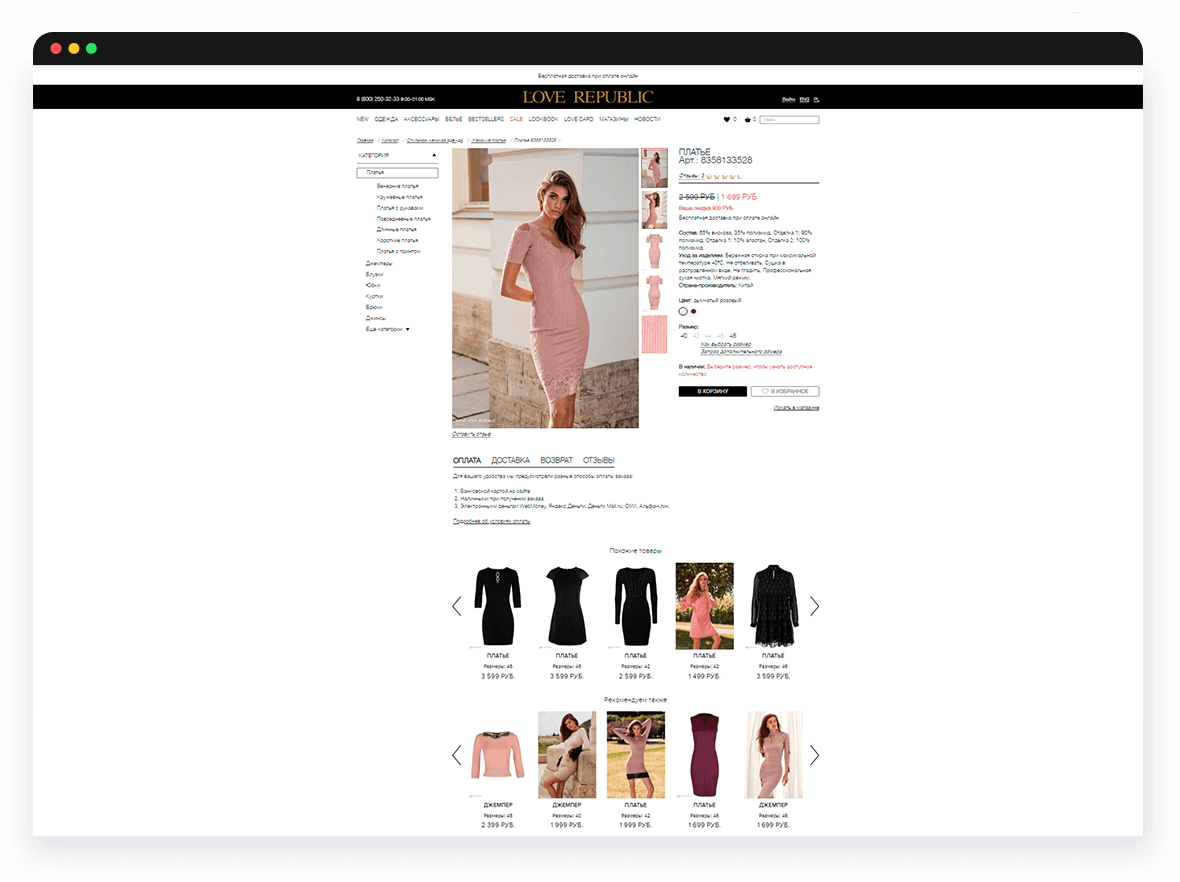 Бесплатная доставка при оплате онлайн
8 (800) 250-32-33 9:00-21:00 МСК
LOVE REPUBLIC
Войти ENG
NEW ОДЕЖДА АКСЕССУАРЫ БЕЛЬЕ BESTSELLERS SALE LOOKBOOK LOVE CARD МАГАЗИНЫ НОВОСТИ
0 0 Поиск
Главная / Каталог / Стильная женская одежда / Женские платья / Платье 8358133528 /
КАТЕГОРИЯ
Платья
Вечерние платья
Кружевные платья
Платья с рукавами
Повседневные платья
Длинные платья
Короткие платья
Платья с принтом
Джемперы
Блузки
Юбки
Куртки
Брюки
Джинсы
Еще категории
ПЛАТЬЕ
Арт.: 8358133528
Отзывы: 3
2 599 РУБ | 1 699 РУБ
Ваша скидка 900 РУБ
Бесплатная доставка при оплате онлайн
Состав: 65% вискоза, 35% полиамид, Отделка 1: 90%
полиамид, Отделка 1: 10% эластан, Отделка 2: 100%
полиамид
Уход за изделием: Бережная стирка при максимальной
температуре 40ºС. Не отбеливать. Сушка в
расправленном виде. Не гладить. Профессиональная
сухая чистка. Мягкий режим.
Страна-производитель: Китай
Цвет: дымчатый розовый
Размер:
40 42 44 46 48
Как выбрать размер
Запрос дополнительного размера
В наличии: Выберите размер, чтобы узнать доступное
количество
В КОРЗИНУ
В ИЗБРАННОЕ
Искать в магазине
Оставить отзыв
ОПЛАТА ДОСТАВКА ВОЗВРАТ ОТЗЫВЫ
Для вашего удобства мы предусмотрели разные способы оплаты заказа:
1. Банковской картой на сайте
2. Наличными при получении заказа
3. Электронными деньгами WebMoney, Яндекс.Деньги, Деньги Mail.ru, QIWI, Альфа-клик.
Подробнее об условиях оплаты
Похожие товары
ПЛАТЬЕ ПЛАТЬЕ ПЛАТЬЕ ПЛАТЬЕ ПЛАТЬЕ
Размеры: 46 Размеры: 46 Размеры: 42 Размеры: 42 Размеры: 46
3 599 РУБ. 3 599 РУБ. 2 599 РУБ. 1 499 РУБ. 3 599 РУБ.
Рекомендуем также
ДЖЕМПЕР ДЖЕМПЕР ПЛАТЬЕ ПЛАТЬЕ ДЖЕМПЕР
Размеры: 46 Размеры: 40 Размеры: 42 Размеры: 46 Размеры: 46
2 399 РУБ. 1 999 РУБ. 1 999 РУБ. 1 699 РУБ. 1 699 РУБ.